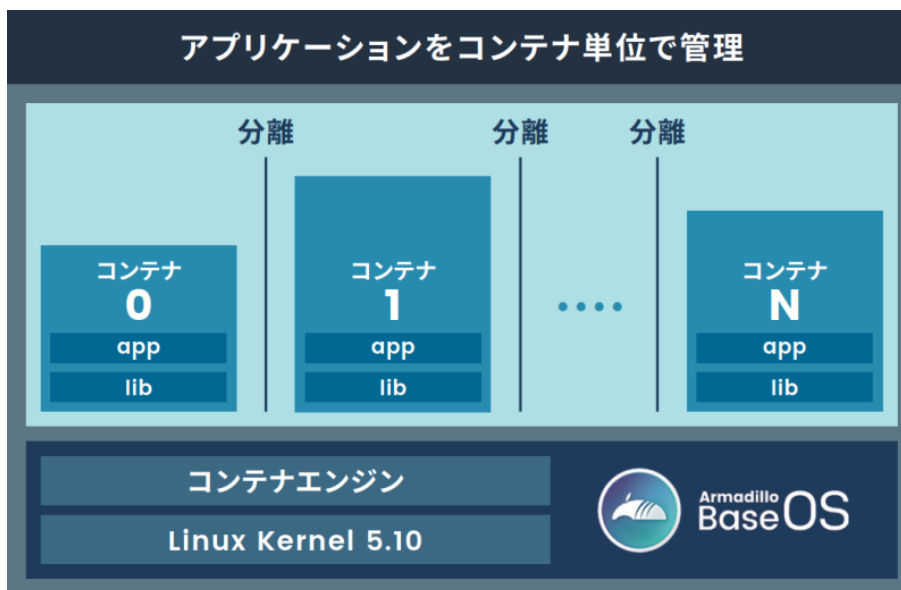 アプリケーションをコンテナ単位で管理
分離
分離
分離
コンテナ
0
app
lib
コンテナ
1
app
lib
コンテナ
N
app
lib
コンテナエンジン
Linux Kernel 5.10
Armadillo
BaseOS